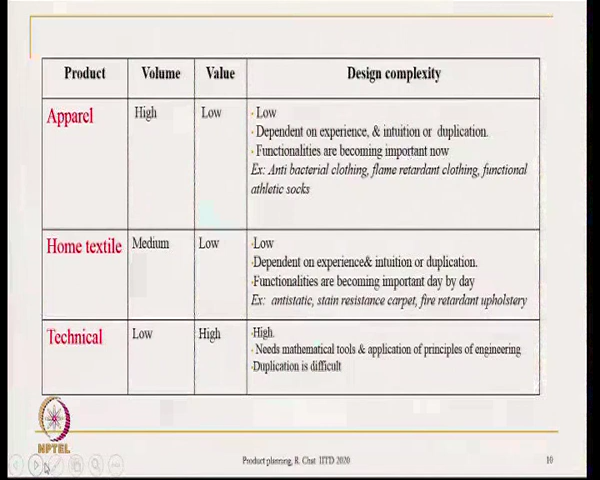 Product Volume Value Design complexity
Apparel High Low • Low
• Dependent on experience, & intuition or duplication.
• Functionalities are becoming important now
Ex: Anti bacterial clothing, flame retardant clothing, functional
athletic socks
Home textile Medium Low •Low
•Dependent on experience& intuition or duplication.
•Functionalities are becoming important day by day
Ex: antistatic, stain resistance carpet, fire retardant upholstery
Technical Low High •High.
• Needs mathematical tools & application of principles of engineering
•Duplication is difficult
NPTEL
Product planning, R. Chat IITD 2020 10